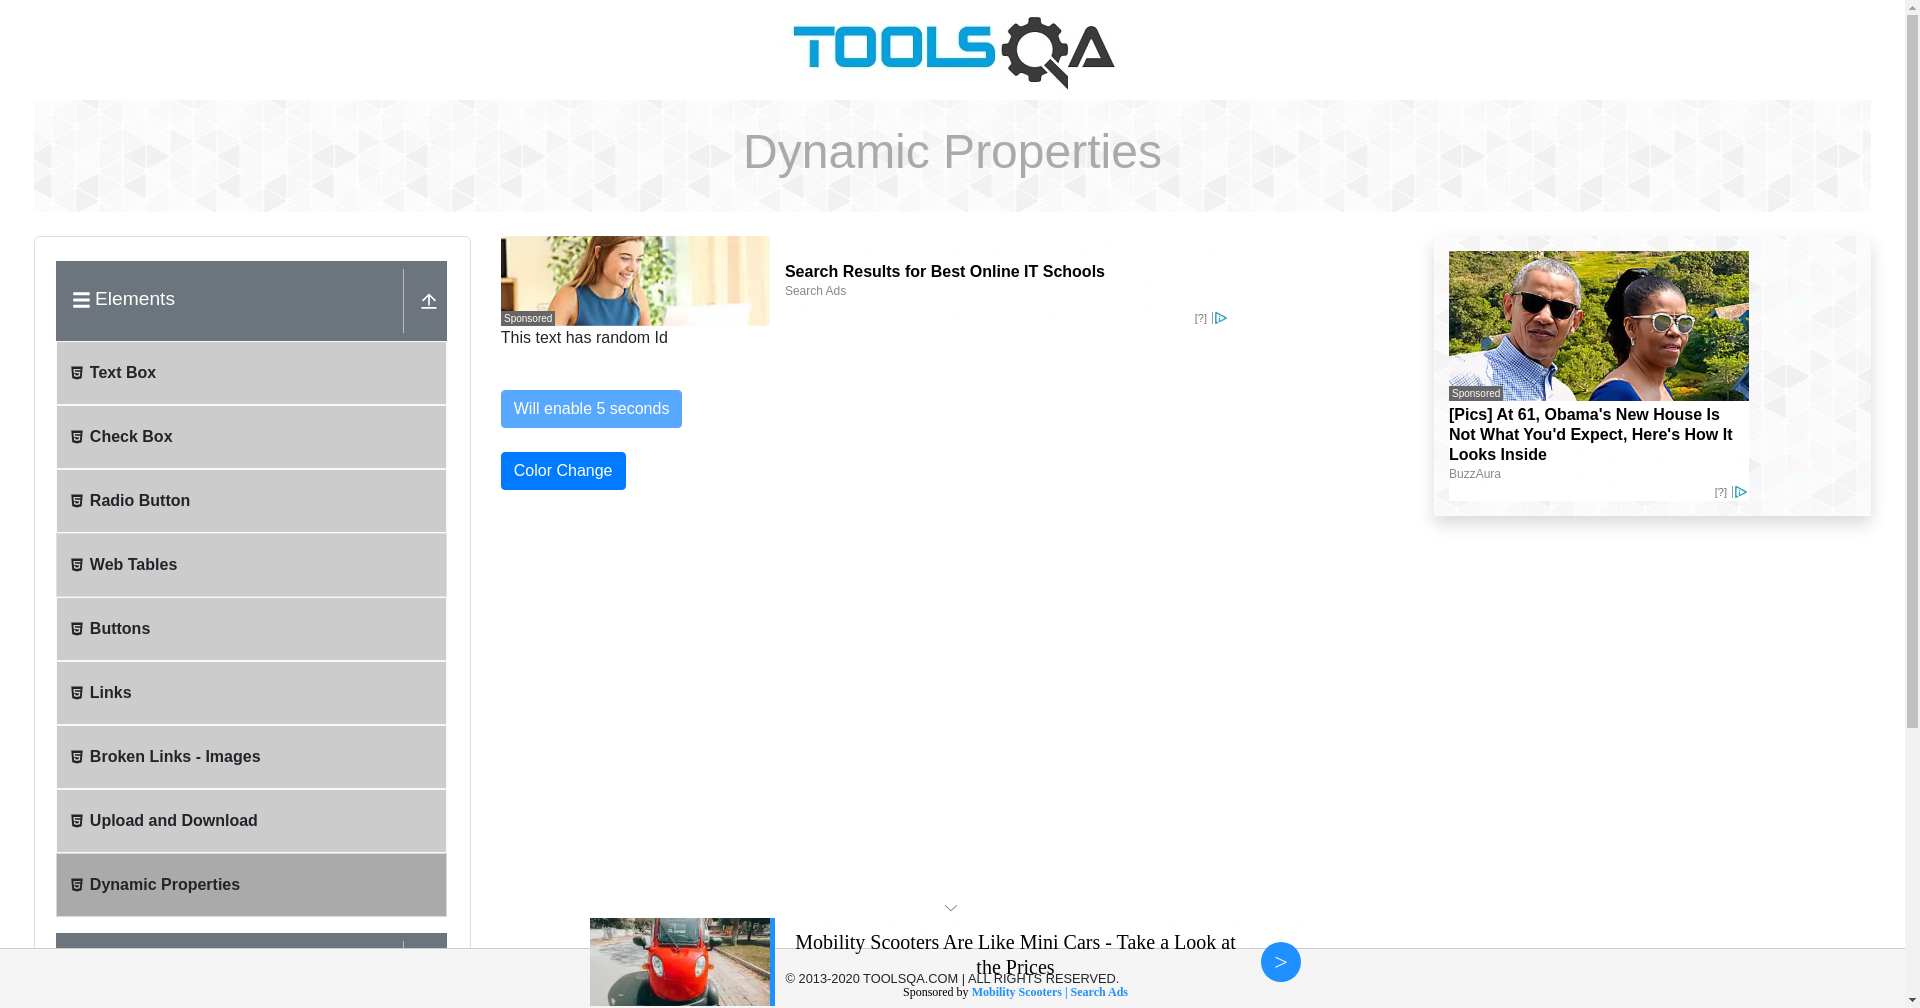 TOOLSQA
Dynamic Properties
Elements
Text Box
Check Box
Radio Button
Web Tables
Buttons
Links
Broken Links - Images
Upload and Download
Dynamic Properties
Sponsored
Search Results for Best Online IT Schools
Search Ads
[?]
This text has random Id
Will enable 5 seconds
Color Change
Sponsored
[Pics] At 61, Obama's New House Is
Not What You'd Expect, Here's How It
Looks Inside
BuzzAura
[?]
Mobility Scooters Are Like Mini Cars - Take a Look at
the Prices
>
© 2013-2020 TOOLSQA.COM | ALL RIGHTS RESERVED.
Sponsored by Mobility Scooters | Search Ads